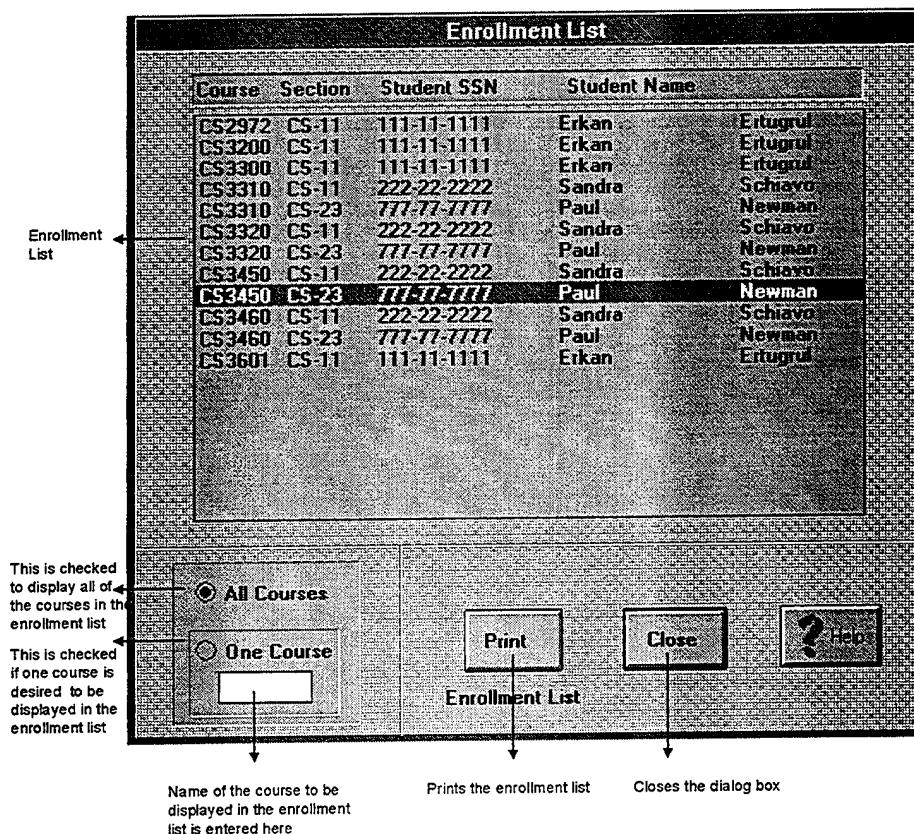 Enrollment List
Course Section Student SSN Student Name
CS2972 CS-11 111-11-1111 Erkan Ertugrul
CS3200 CS-11 111-11-1111 Erkan Ertugrul
CS3300 CS-11 111-11-1111 Erkan Ertugrul
CS3310 CS-11 222-22-2222 Sandra Schiavo
CS3310 CS-23 777-77-7777 Paul Newman
CS3320 CS-11 222-22-2222 Sandra Schiavo
CS3320 CS-23 777-77-7777 Paul Newman
CS3450 CS-11 222-22-2222 Sandra Schiavo
CS3450 CS-23 777-77-7777 Paul Newman
CS3460 CS-11 222-22-2222 Sandra Schiavo
CS3460 CS-23 777-77-7777 Paul Newman
CS3601 CS-11 111-11-1111 Erkan Ertugrul
Enrollment
List
This is checked
to display all of
the courses in the
enrollment list
This is checked
if one course is
desired to be
displayed in the
enrollment list
All Courses
One Course
Print
Close
? Help
Enrollment List
Name of the course to be
displayed in the enrollment
list is entered here
Prints the enrollment list
Closes the dialog box